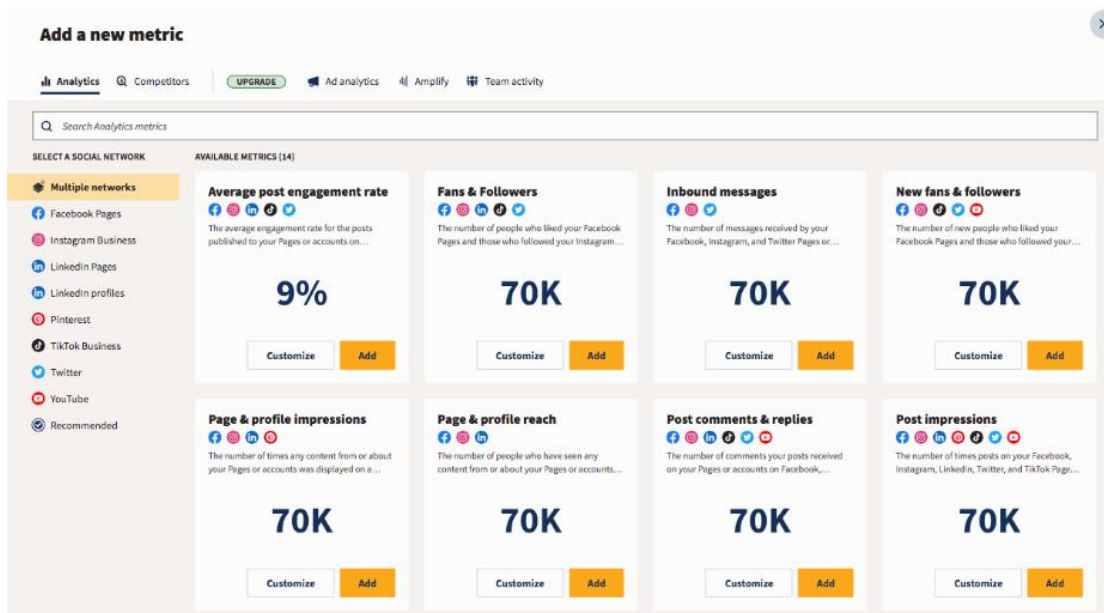 Add a new metric
Analytics
Competitors
UPGRADE
Ad analytics
Amplify
Team activity
Search Analytics metrics
SELECT A SOCIAL NETWORK
Multiple networks
Facebook Pages
Instagram Business
LinkedIn Pages
LinkedIn profiles
Pinterest
TikTok Business
Twitter
YouTube
Recommended
AVAILABLE METRICS (14)
Average post engagement rate
The average engagement rate for the posts
published to your Pages or accounts on...
9%
Customize
Add
Fans & Followers
The number of people who liked your Facebook
Pages and those who followed your Instagram...
70K
Customize
Add
Inbound messages
The number of messages received by your
Facebook, Instagram, and Twitter Pages or...
70K
Customize
Add
New fans & followers
The number of new people who liked your
Facebook Pages and those who followed your...
70K
Customize
Add
Page & profile impressions
The number of times any content from or about
your Pages or accounts was displayed on a...
70K
Customize
Add
Page & profile reach
The number of people who have seen any
content from or about your Pages or accounts...
70K
Customize
Add
Post comments & replies
The number of comments your posts received
on your Pages or accounts on Facebook,...
70K
Customize
Add
Post impressions
The number of times posts on your Facebook,
Instagram, LinkedIn, Twitter, and TikTok Page...
70K
Customize
Add